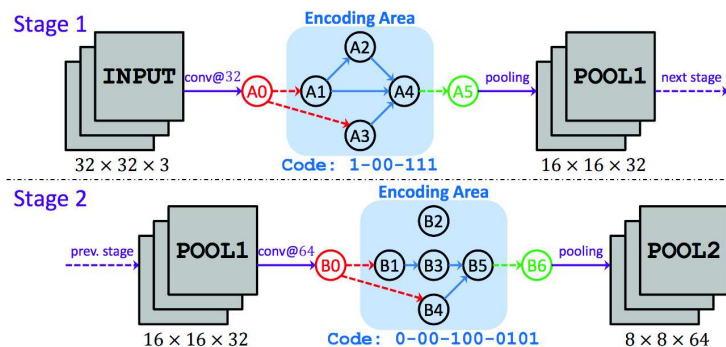 Stage 1
Encoding Area
INPUT
conv@32
A0
A1
A2
A3
A4
A5
pooling
POOL1
next stage
32 × 32 × 3
Code: 1-00-111
16 × 16 × 32
Stage 2
Encoding Area
prev. stage
POOL1
conv@64
B0
B1
B2
B3
B4
B5
B6
pooling
POOL2
16 × 16 × 32
Code: 0-00-100-0101
8 × 8 × 64